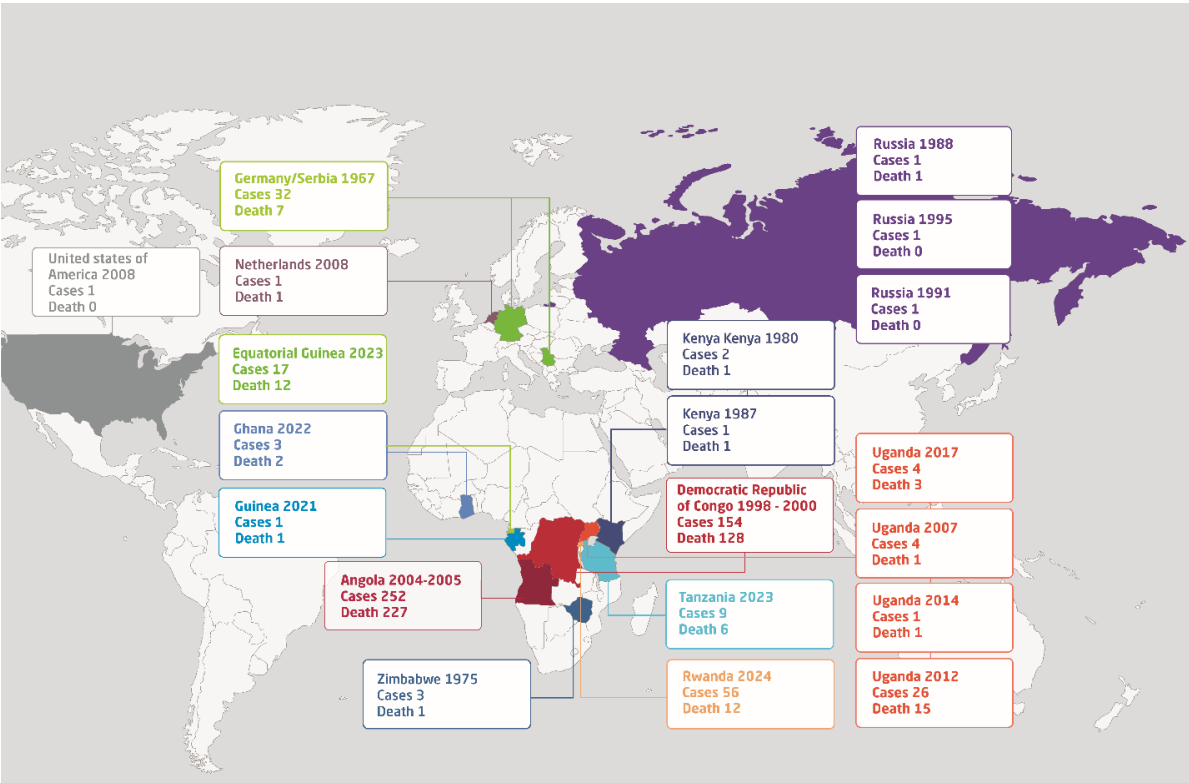 Germany/Serbia 1967
Cases 32
Death 7
United states of
America 2008
Cases 1
Death 0
Netherlands 2008
Cases 1
Death 1
Equatorial Guinea 2023
Cases 17
Death 12
Ghana 2022
Cases 3
Death 2
Guinea 2021
Cases 1
Death 1
Angola 2004-2005
Cases 252
Death 227
Zimbabwe 1975
Cases 3
Death 1
Kenya Kenya 1980
Cases 2
Death 1
Kenya 1987
Cases 1
Death 1
Democratic Republic
of Congo 1998 - 2000
Cases 154
Death 128
Tanzania 2023
Cases 9
Death 6
Rwanda 2024
Cases 56
Death 12
Russia 1988
Cases 1
Death 1
Russia 1995
Cases 1
Death 0
Russia 1991
Cases 1
Death 0
Uganda 2017
Cases 4
Death 3
Uganda 2007
Cases 4
Death 1
Uganda 2014
Cases 1
Death 1
Uganda 2012
Cases 26
Death 15